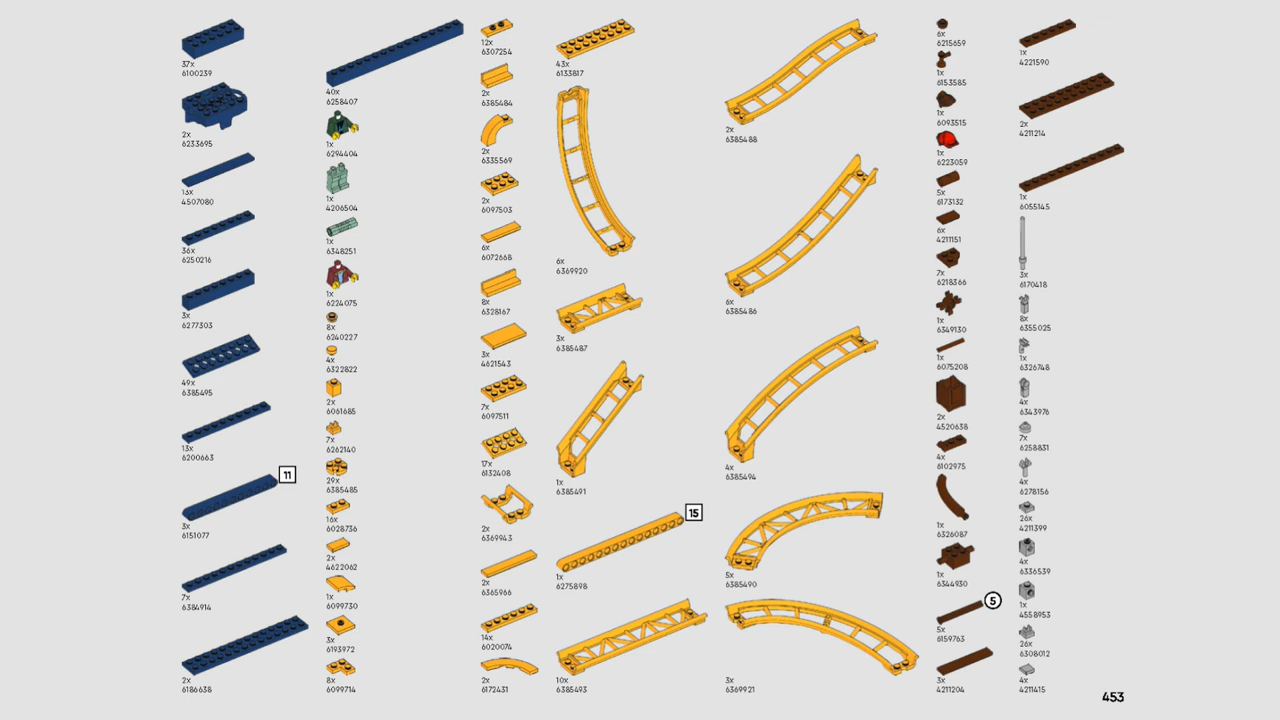 37x
6100239
2x
6233695
13x
4507080
36x
6250216
3x
6277303
49x
6385495
13x
6200663
11
3x
6151077
7x
6384914
2x
6186638
40x
6258407
1x
6294404
1x
4206504
1x
6348251
1x
6224075
8x
6240227
4x
6322822
2x
6061685
7x
6262140
29x
6385485
16x
6028736
2x
4622062
1x
6099730
3x
6193972
8x
6099714
12x
6307254
2x
6385484
2x
6335569
2x
6097503
6x
6072668
8x
6328167
3x
4621543
7x
6097511
17x
6132408
2x
6369943
2x
6365966
14x
6020074
2x
6172431
43x
6133817
6x
6369920
3x
6385487
1x
6385491
15
1x
6275898
10x
6385493
2x
6385488
6x
6385486
4x
6385494
5x
6385490
3x
6369921
6x
6215659
1x
6153585
1x
6093515
1x
6223059
5x
6173132
6x
4211151
7x
6218366
1x
6349130
1x
6075208
2x
4520638
4x
6102975
1x
6326087
1x
6344930
5
5x
6159763
3x
4211204
1x
4221590
2x
4211214
1x
6055145
3x
6170418
8x
6355025
1x
6326748
4x
6343976
7x
6258831
4x
6278156
26x
4211399
4x
6336539
1x
4558953
26x
6308012
4x
4211415
453